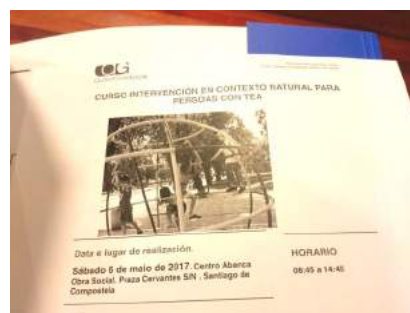 COG
CURSO INTERVENCIÓN EN CONTEXTO NATURAL PARA
PERSOAS CON TEA
Data e lugar de realización.
Sábado 6 de maio de 2017. Centro Abanca
Obra Social. Praza Cervantes S/N . Santiago de
Compostela
HORARIO
08:45 a 14:45